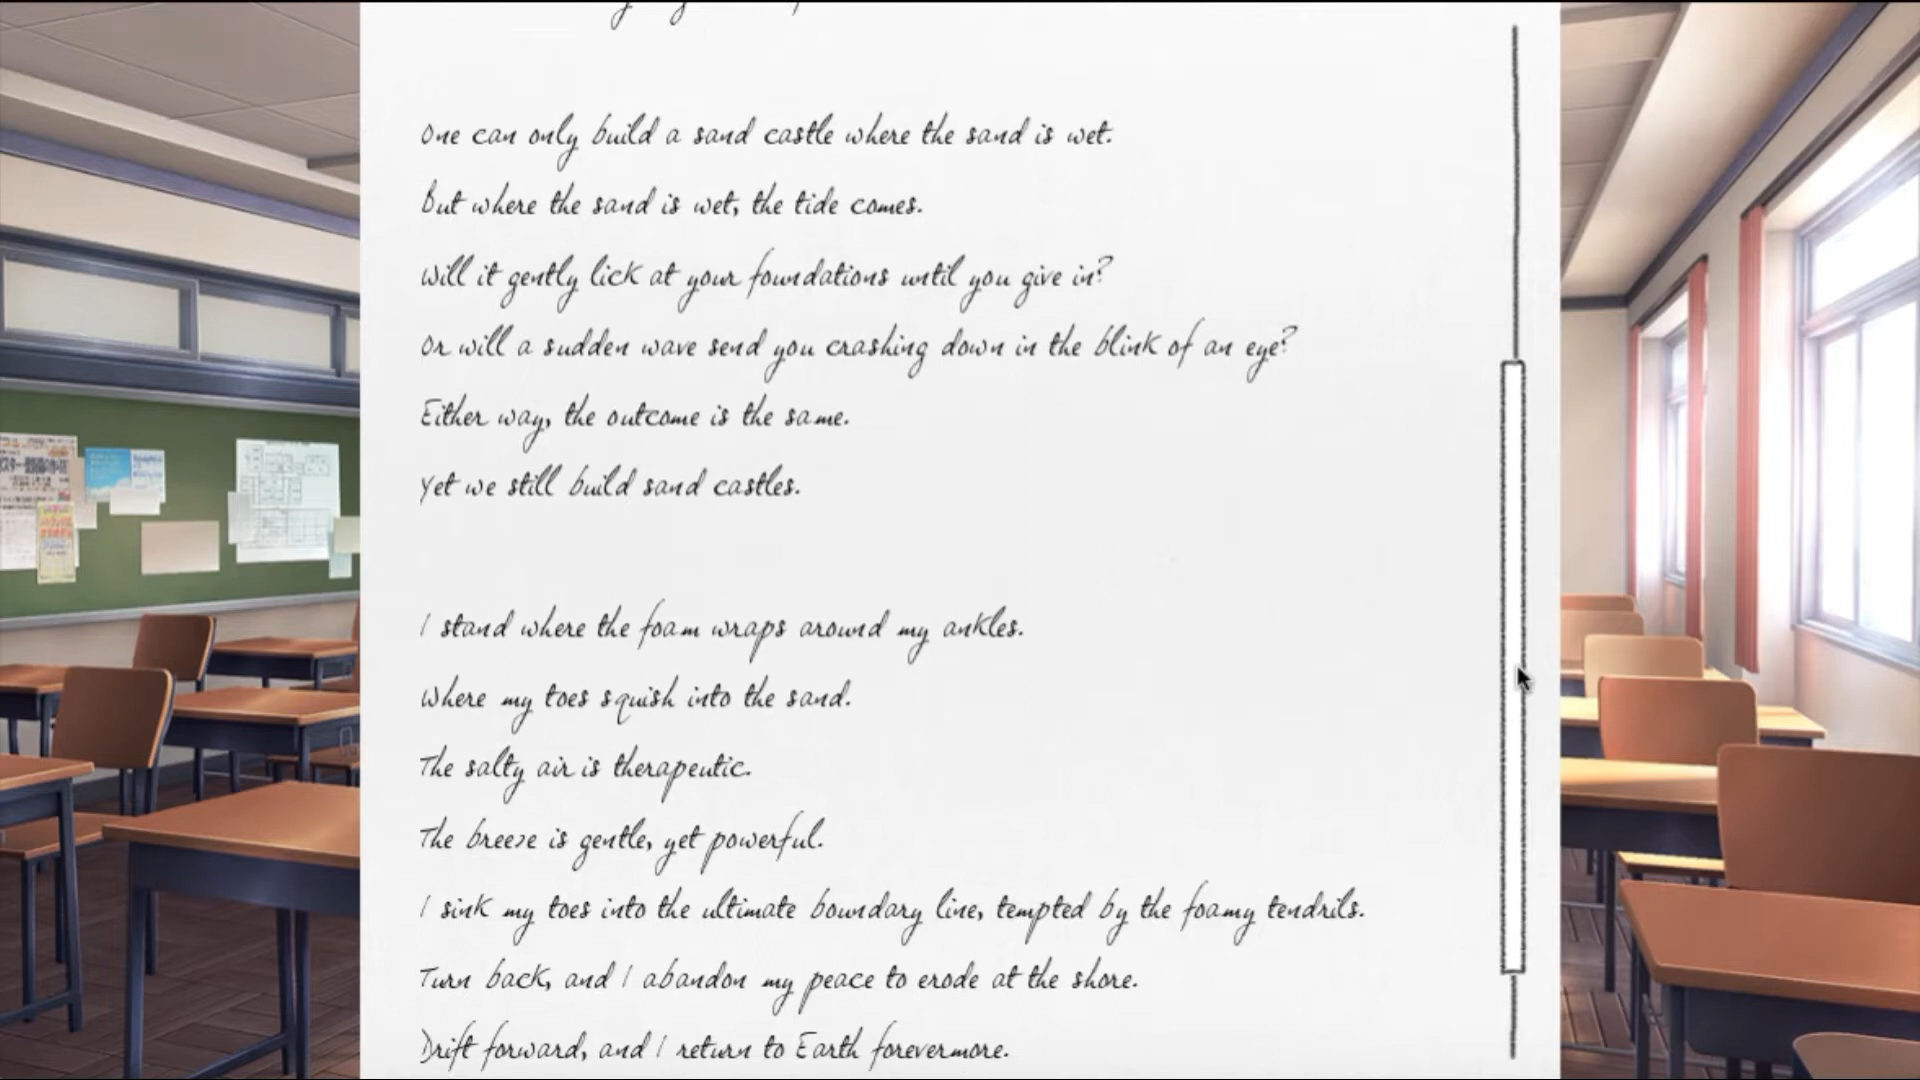 One can only build a sand castle where the sand is wet.
But where the sand is wet, the tide comes.
Will it gently lick at your foundations until you give in?
Or will a sudden wave send you crashing down in the blink of an eye?
Either way, the outcome is the same.
Yet we still build sand castles.
I stand where the foam wraps around my ankles.
Where my toes squish into the sand.
The salty air is therapeutic.
The breeze is gentle, yet powerful.
I sink my toes into the ultimate boundary line, tempted by the foamy tendrils.
Turn back, and I abandon my peace to erode at the shore.
Drift forward, and I return to Earth forevermore.